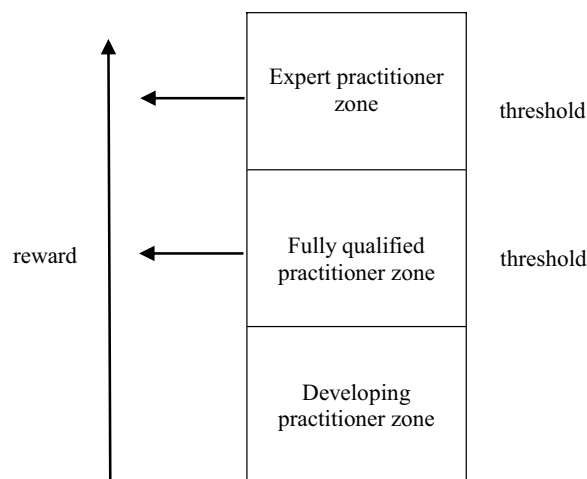 Expert practitioner
zone
threshold
reward
Fully qualified
practitioner zone
threshold
Developing
practitioner zone